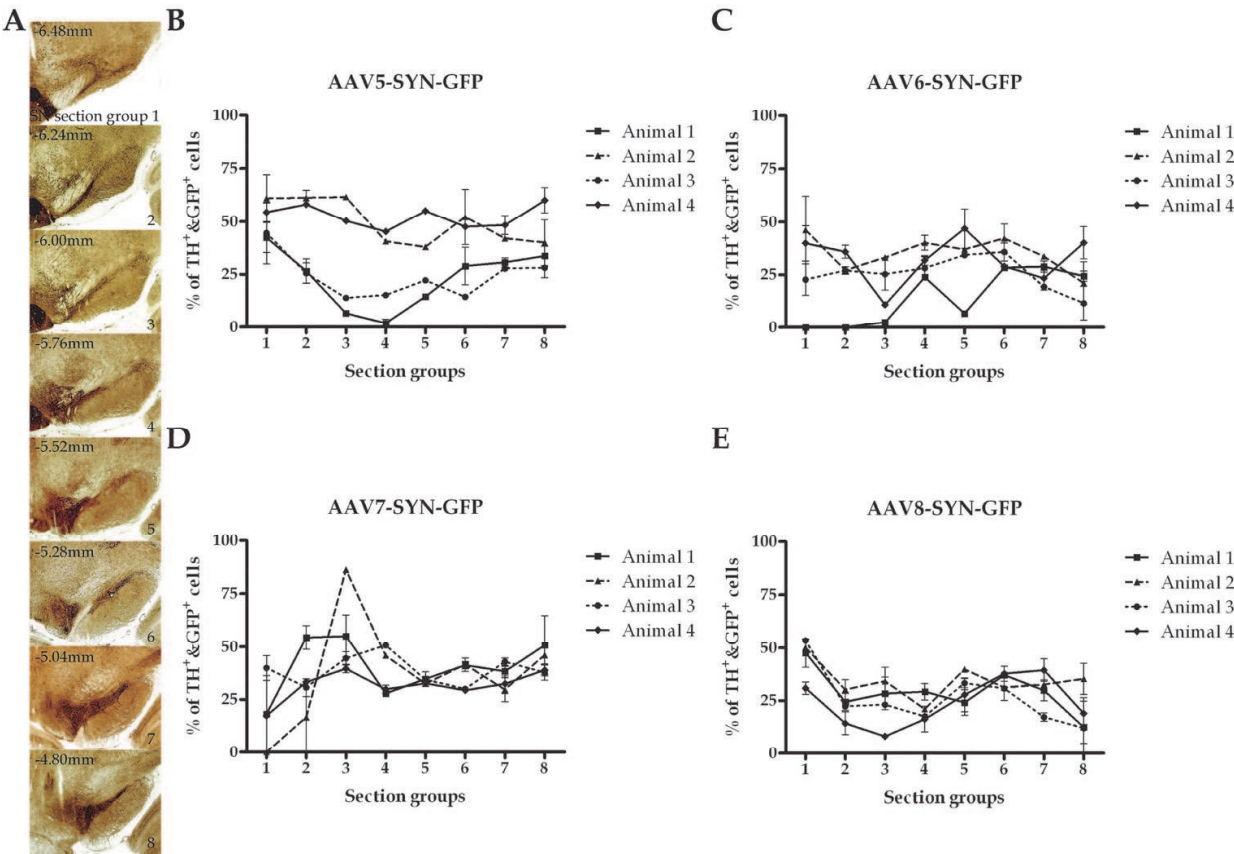 A
-6.48mm
SN section group 1
-6.24mm
2
-6.00mm
3
-5.76mm
4
-5.52mm
5
-5.28mm
6
-5.04mm
7
-4.80mm
8
B
AAV5-SYN-GFP
% of TH⁺&GFP⁺ cells
100
75
50
25
0
1 2 3 4 5 6 7 8
Section groups
Animal 1
Animal 2
Animal 3
Animal 4
C
AAV6-SYN-GFP
% of TH⁺&GFP⁺ cells
100
75
50
25
0
1 2 3 4 5 6 7 8
Section groups
Animal 1
Animal 2
Animal 3
Animal 4
D
AAV7-SYN-GFP
% of TH⁺&GFP⁺ cells
100
75
50
25
0
1 2 3 4 5 6 7 8
Section groups
Animal 1
Animal 2
Animal 3
Animal 4
E
AAV8-SYN-GFP
% of TH⁺&GFP⁺ cells
100
75
50
25
0
1 2 3 4 5 6 7 8
Section groups
Animal 1
Animal 2
Animal 3
Animal 4